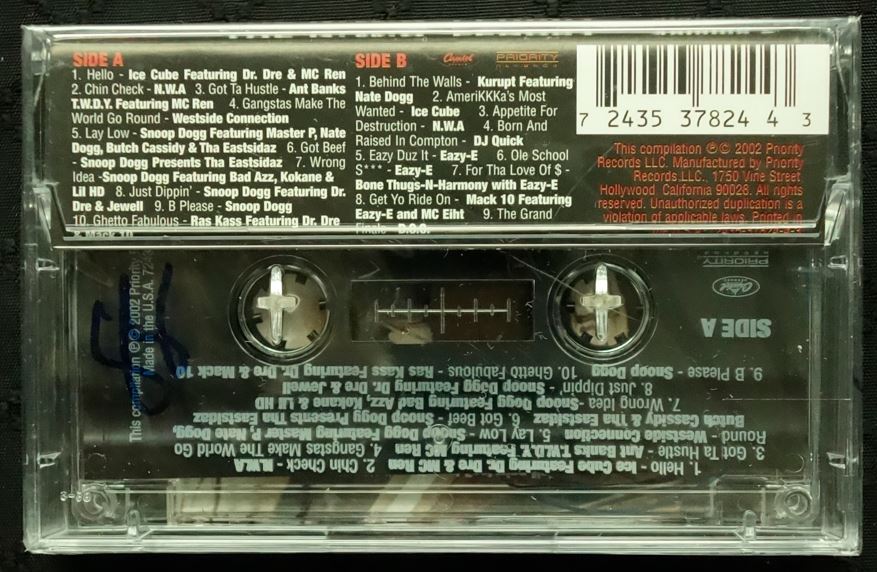 SIDE A
1. Hello - Ice Cube Featuring Dr. Dre & MC Ren
2. Chin Check - N.W.A 3. Got Ta Hustle - Ant Banks
T.W.D.Y. Featuring MC Ren 4. Gangstas Make The
World Go Round - Westside Connection
5. Lay Low - Snoop Dogg Featuring Master P, Nate
Dogg, Butch Cassidy & Tha Eastsidaz 6. Got Beef
- Snoop Dogg Presents Tha Eastsidaz 7. Wrong
Idea -Snoop Dogg Featuring Bad Azz, Kokane &
Lil HD 8. Just Dippin' - Snoop Dogg Featuring Dr.
Dre & Jewell 9. B Please - Snoop Dogg
10. Ghetto Fabulous - Ras Kass Featuring Dr. Dre
& Mack 10
SIDE B
Capitol
PRIORITY
RECORDS
1. Behind The Walls - Kurupt Featuring
Nate Dogg 2. AmeriKKKa's Most
Wanted - Ice Cube 3. Appetite For
Destruction - N.W.A 4. Born And
Raised In Compton - DJ Quick
5. Eazy Duz It - Eazy-E 6. Ole School
S*** - Eazy-E 7. For Tha Love Of $ -
Bone Thugs-N-Harmony with Eazy-E
8. Get Yo Ride On - Mack 10 Featuring
Eazy-E and MC Eiht 9. The Grand
Finale - D.O.C.
7 2435 37824 4 3
This compilation ℗© 2002 Priority
Records LLC. Manufactured by Priority
Records LLC., 1750 Vine Street,
Hollywood, California 90028. All rights
reserved. Unauthorized duplication is a
violation of applicable laws. Printed in
This compilation ℗© 2002 Priority
Made in the U.S.A.
PRIORITY
RECORDS
Capitol
SIDE A
1. Hello - Ice Cube Featuring Dr. Dre & MC Ren 2. Chin Check - N.W.A
3. Got Ta Hustle - Ant Banks T.W.D.Y. Featuring MC Ren 4. Gangstas Make The World Go
Round - Westside Connection 5. Lay Low - Snoop Dogg Featuring Master P, Nate Dogg,
Butch Cassidy & Tha Eastsidaz 6. Got Beef - Snoop Dogg Presents Tha Eastsidaz
7. Wrong Idea -Snoop Dogg Featuring Bad Azz, Kokane & Lil HD
8. Just Dippin' - Snoop Dogg Featuring Dr. Dre & Jewell
9. B Please - Snoop Dogg 10. Ghetto Fabulous - Ras Kass Featuring Dr. Dre & Mack 10